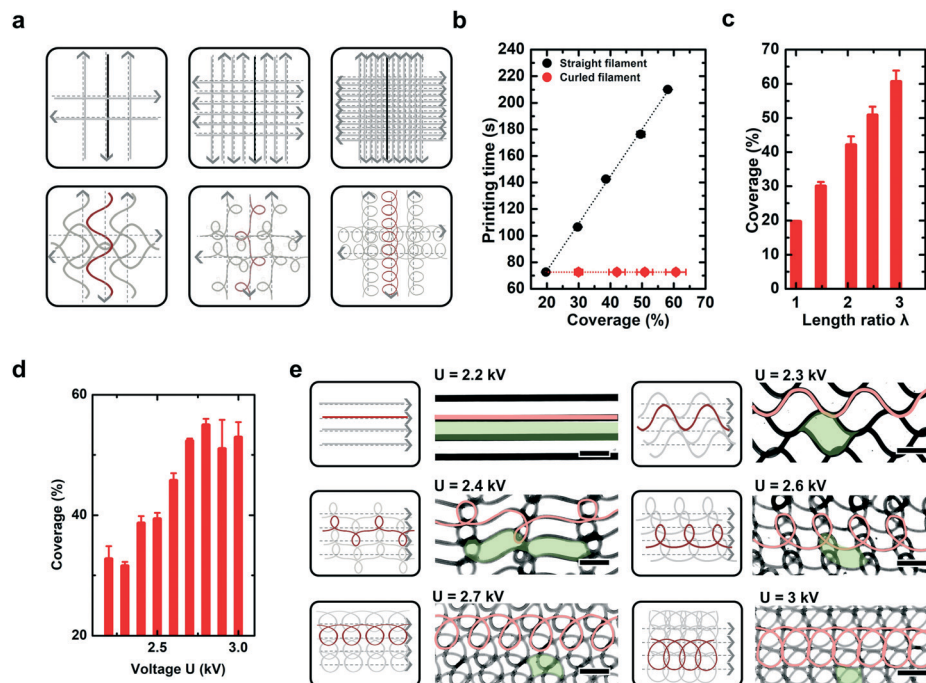 a
b
c
240
220
200
180
160
140
120
100
80
60
10
20
30
40
50
60
70
Printing time (s)
Coverage (%)
Straight filament
Curled filament
70
60
50
40
30
20
10
0
1
2
3
Coverage (%)
Length ratio λ
d
60
40
20
2.5
3.0
Coverage (%)
Voltage U (kV)
e
U = 2.2 kV
U = 2.3 kV
U = 2.4 kV
U = 2.6 kV
U = 2.7 kV
U = 3 kV